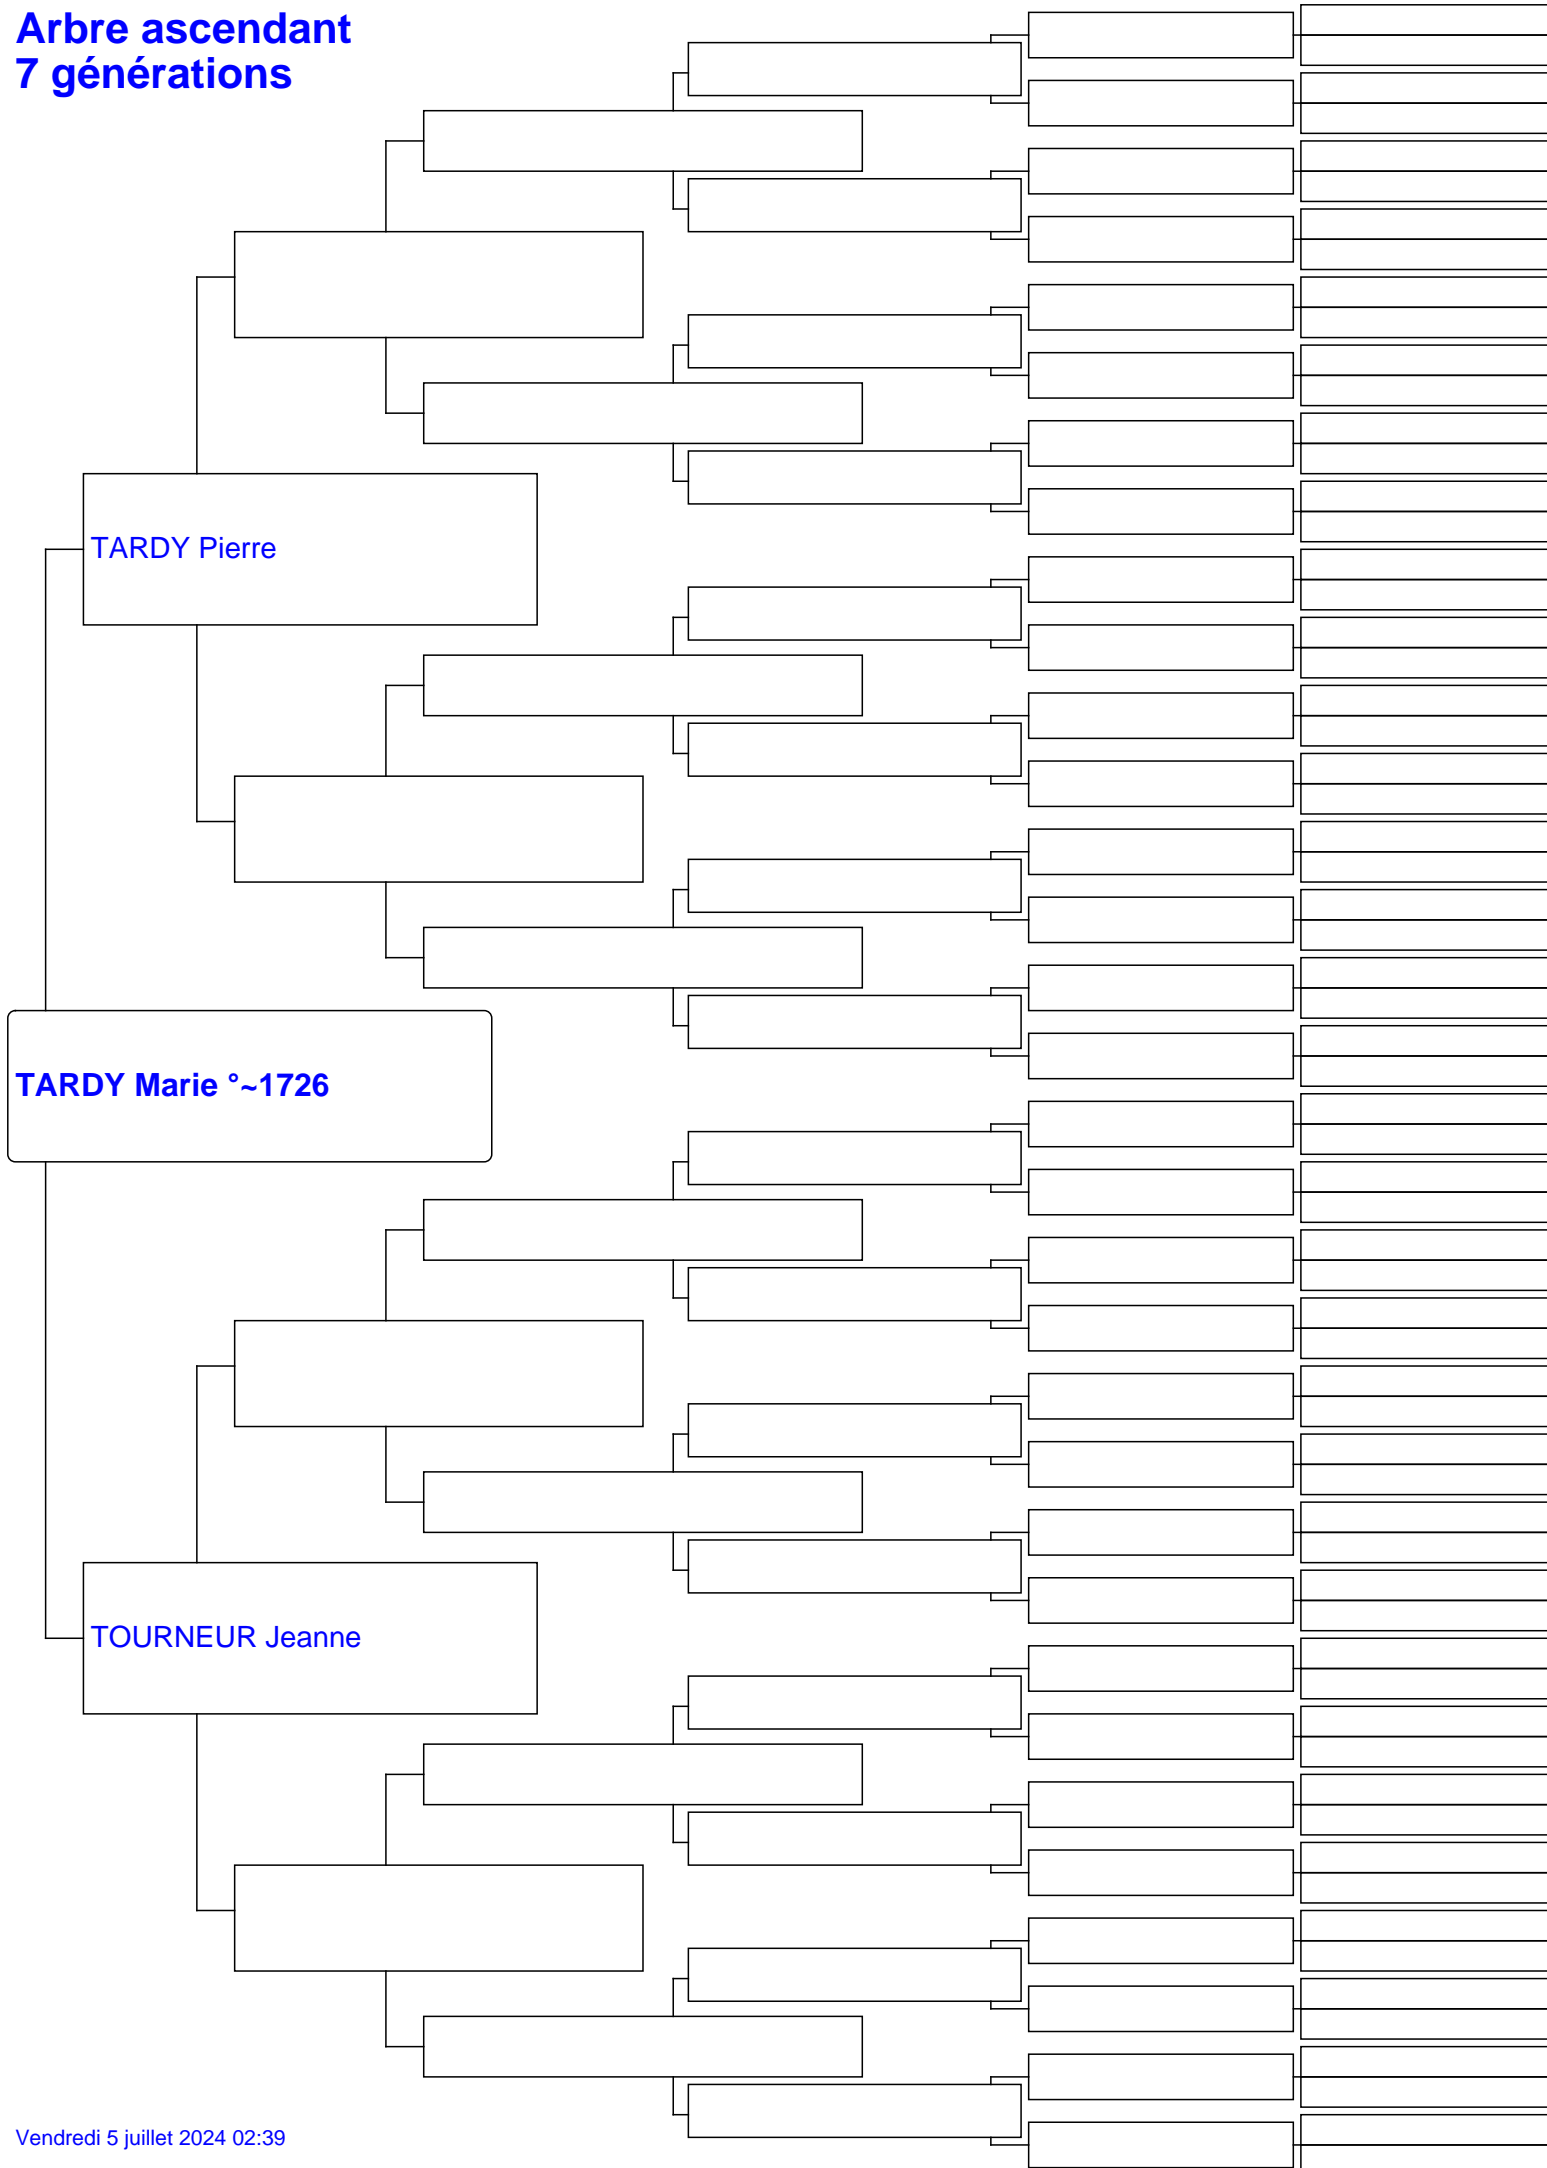 Arbre ascendant
7 générations
TARDY Pierre
TARDY Marie °~1726
TOURNEUR Jeanne
Vendredi 5 juillet 2024 02:39